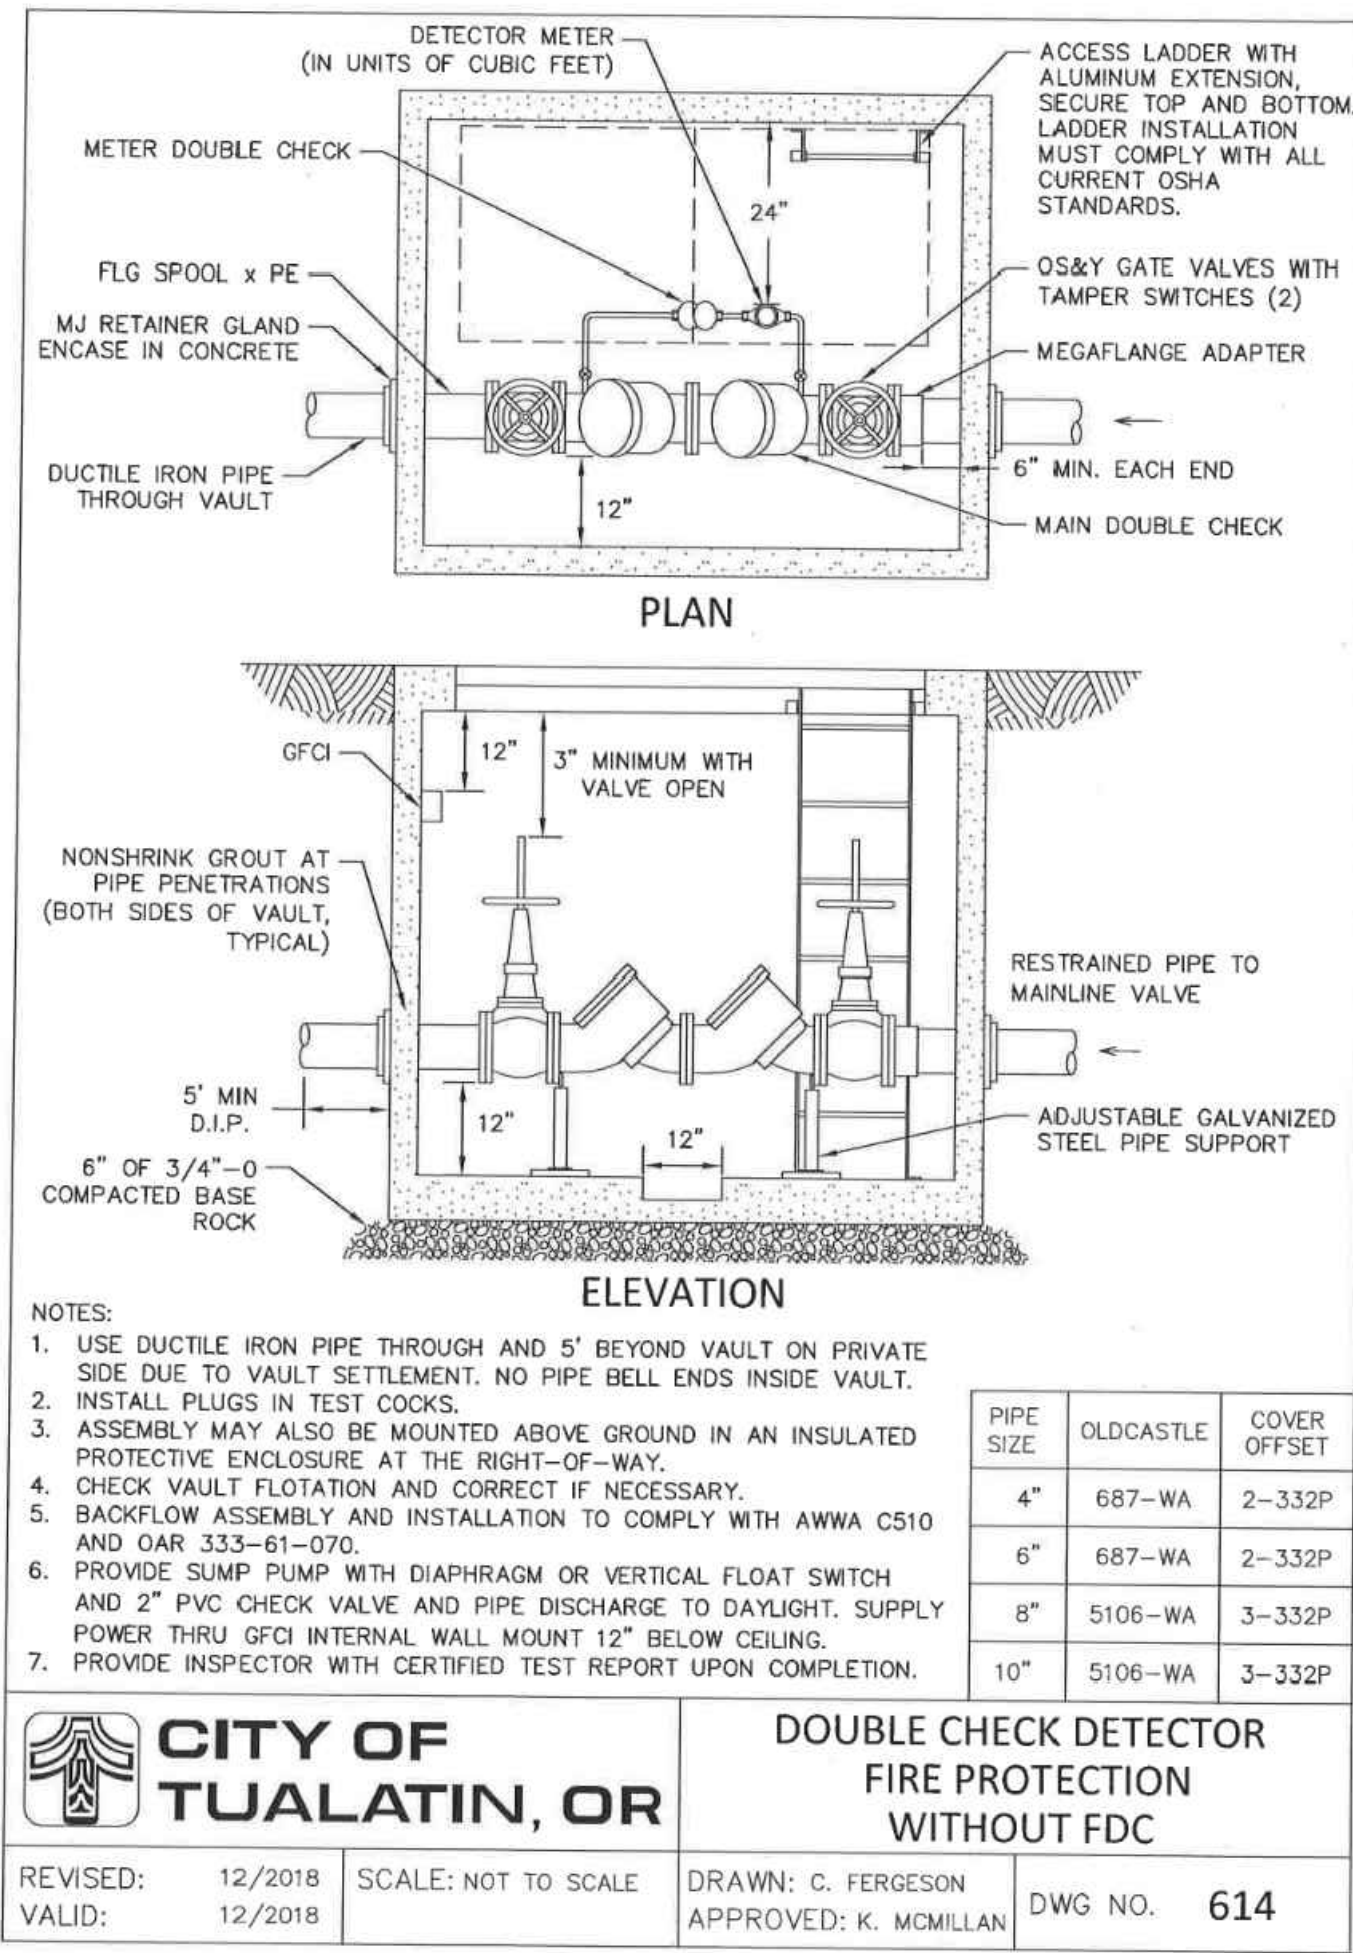 DETECTOR METER
(IN UNITS OF CUBIC FEET)
ACCESS LADDER WITH
ALUMINUM EXTENSION,
SECURE TOP AND BOTTOM.
LADDER INSTALLATION
MUST COMPLY WITH ALL
CURRENT OSHA
STANDARDS.
METER DOUBLE CHECK
24"
FLG SPOOL x PE
OS&Y GATE VALVES WITH
TAMPER SWITCHES (2)
MJ RETAINER GLAND
ENCASE IN CONCRETE
MEGAFLANGE ADAPTER
DUCTILE IRON PIPE
THROUGH VAULT
6" MIN. EACH END
12"
MAIN DOUBLE CHECK
PLAN
GFCI
12"
3" MINIMUM WITH
VALVE OPEN
NONSHRINK GROUT AT
PIPE PENETRATIONS
(BOTH SIDES OF VAULT,
TYPICAL)
RESTRAINED PIPE TO
MAINLINE VALVE
5' MIN
D.I.P.
12"
12"
ADJUSTABLE GALVANIZED
STEEL PIPE SUPPORT
6" OF 3/4"-0
COMPACTED BASE
ROCK
ELEVATION
NOTES:
1. USE DUCTILE IRON PIPE THROUGH AND 5' BEYOND VAULT ON PRIVATE
SIDE DUE TO VAULT SETTLEMENT. NO PIPE BELL ENDS INSIDE VAULT.
2. INSTALL PLUGS IN TEST COCKS.
3. ASSEMBLY MAY ALSO BE MOUNTED ABOVE GROUND IN AN INSULATED
PROTECTIVE ENCLOSURE AT THE RIGHT-OF-WAY.
4. CHECK VAULT FLOTATION AND CORRECT IF NECESSARY.
5. BACKFLOW ASSEMBLY AND INSTALLATION TO COMPLY WITH AWWA C510
AND OAR 333-61-070.
6. PROVIDE SUMP PUMP WITH DIAPHRAGM OR VERTICAL FLOAT SWITCH
AND 2" PVC CHECK VALVE AND PIPE DISCHARGE TO DAYLIGHT. SUPPLY
POWER THRU GFCI INTERNAL WALL MOUNT 12" BELOW CEILING.
7. PROVIDE INSPECTOR WITH CERTIFIED TEST REPORT UPON COMPLETION.
PIPE SIZE OLDCASTLE COVER OFFSET
4" 687-WA 2-332P
6" 687-WA 2-332P
8" 5106-WA 3-332P
10" 5106-WA 3-332P
CITY OF
TUALATIN, OR
DOUBLE CHECK DETECTOR
FIRE PROTECTION
WITHOUT FDC
REVISED: 12/2018
VALID: 12/2018
SCALE: NOT TO SCALE
DRAWN: C. FERGESON
APPROVED: K. MCMILLAN
DWG NO. 614